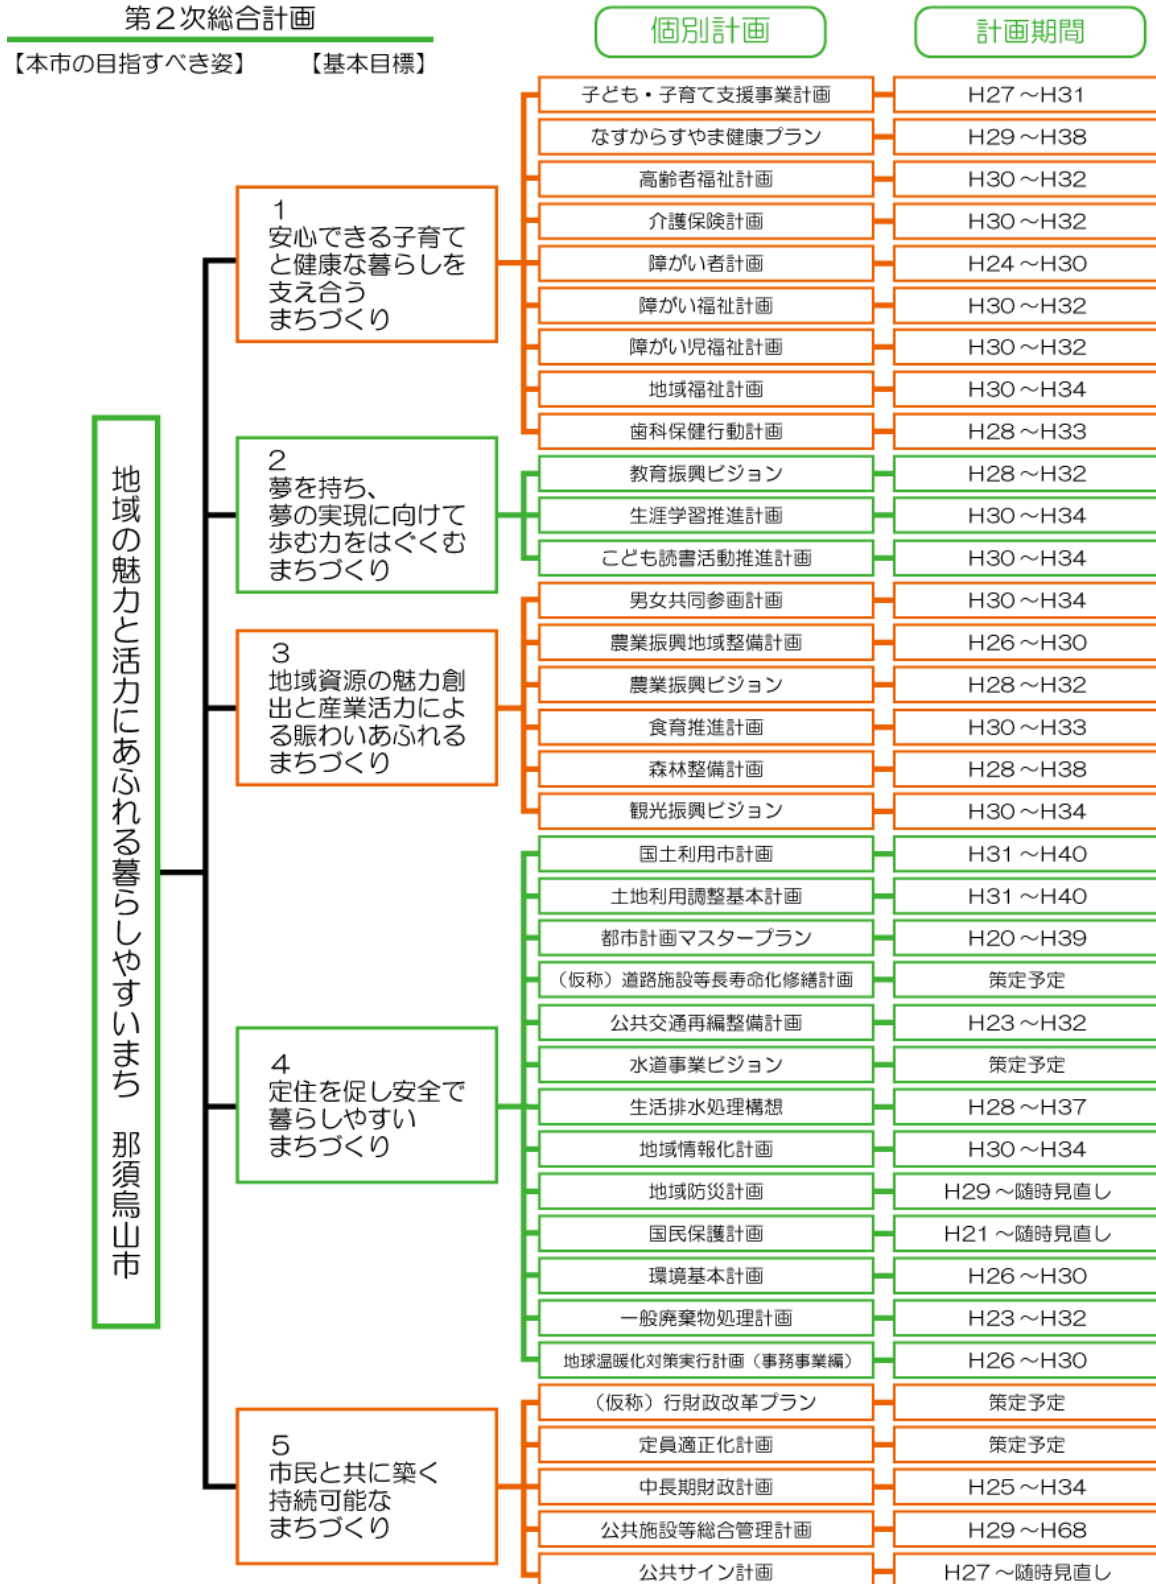 第2次総合計画
【本市の目指すべき姿】 【基本目標】
個別計画
計画期間
地域の魅力と活力にあふれる暮らしやすいまち 那須烏山市
1
安心できる子育て
と健康な暮らしを
支え合う
まちづくり
子ども・子育て支援事業計画 H27～H31
なすからすやま健康プラン H29～H38
高齢者福祉計画 H30～H32
介護保険計画 H30～H32
障がい者計画 H24～H30
障がい福祉計画 H30～H32
障がい児福祉計画 H30～H32
地域福祉計画 H30～H34
歯科保健行動計画 H28～H33
2
夢を持ち、
夢の実現に向けて
歩む力をはぐくむ
まちづくり
教育振興ビジョン H28～H32
生涯学習推進計画 H30～H34
こども読書活動推進計画 H30～H34
3
地域資源の魅力創
出と産業活力によ
る賑わいあふれる
まちづくり
男女共同参画計画 H30～H34
農業振興地域整備計画 H26～H30
農業振興ビジョン H28～H32
食育推進計画 H30～H33
森林整備計画 H28～H38
観光振興ビジョン H30～H34
4
定住を促し安全で
暮らしやすい
まちづくり
国土利用市計画 H31～H40
土地利用調整基本計画 H31～H40
都市計画マスタープラン H20～H39
（仮称）道路施設等長寿命化修繕計画 策定予定
公共交通再編整備計画 H23～H32
水道事業ビジョン 策定予定
生活排水処理構想 H28～H37
地域情報化計画 H30～H34
地域防災計画 H29～随時見直し
国民保護計画 H21～随時見直し
環境基本計画 H26～H30
一般廃棄物処理計画 H23～H32
地球温暖化対策実行計画（事務事業編） H26～H30
5
市民と共に築く
持続可能な
まちづくり
（仮称）行財政改革プラン 策定予定
定員適正化計画 策定予定
中長期財政計画 H25～H34
公共施設等総合管理計画 H29～H68
公共サイン計画 H27～随時見直し